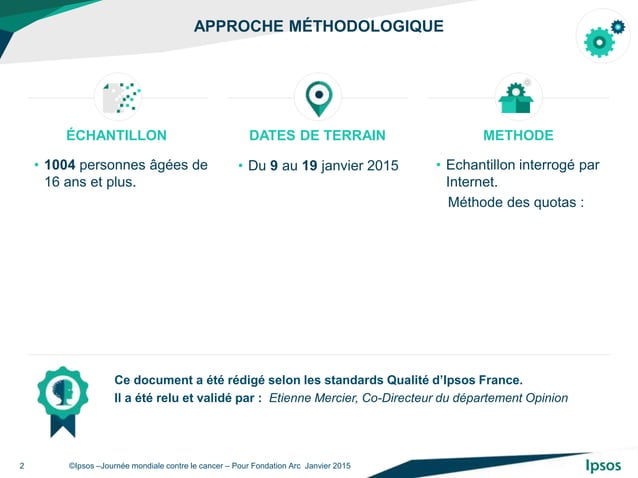 APPROCHE MÉTHODOLOGIQUE
ÉCHANTILLON
• 1004 personnes âgées de
16 ans et plus.
DATES DE TERRAIN
• Du 9 au 19 janvier 2015
METHODE
• Echantillon interrogé par
Internet.
Méthode des quotas :
Ce document a été rédigé selon les standards Qualité d’Ipsos France.
Il a été relu et validé par : Etienne Mercier, Co-Directeur du département Opinion
2 ©Ipsos –Journée mondiale contre le cancer – Pour Fondation Arc Janvier 2015
Ipsos